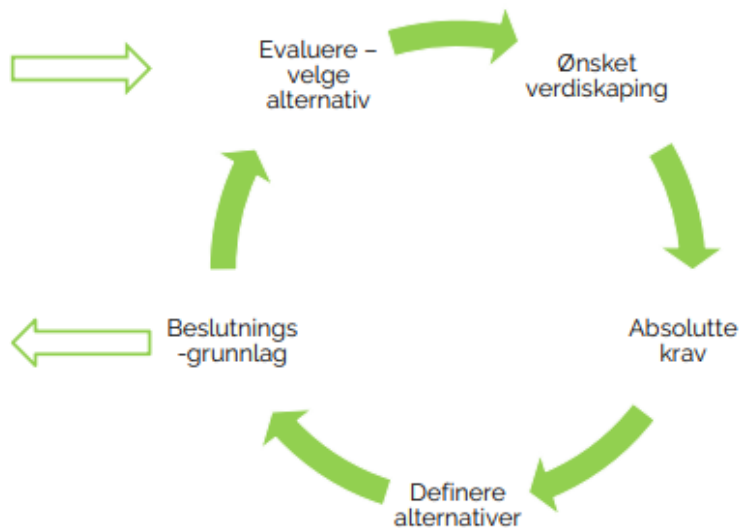 Evaluere –
velge
alternativ
Ønsket
verdiskaping
Absolutte
krav
Definere
alternativer
Beslutnings
-grunnlag